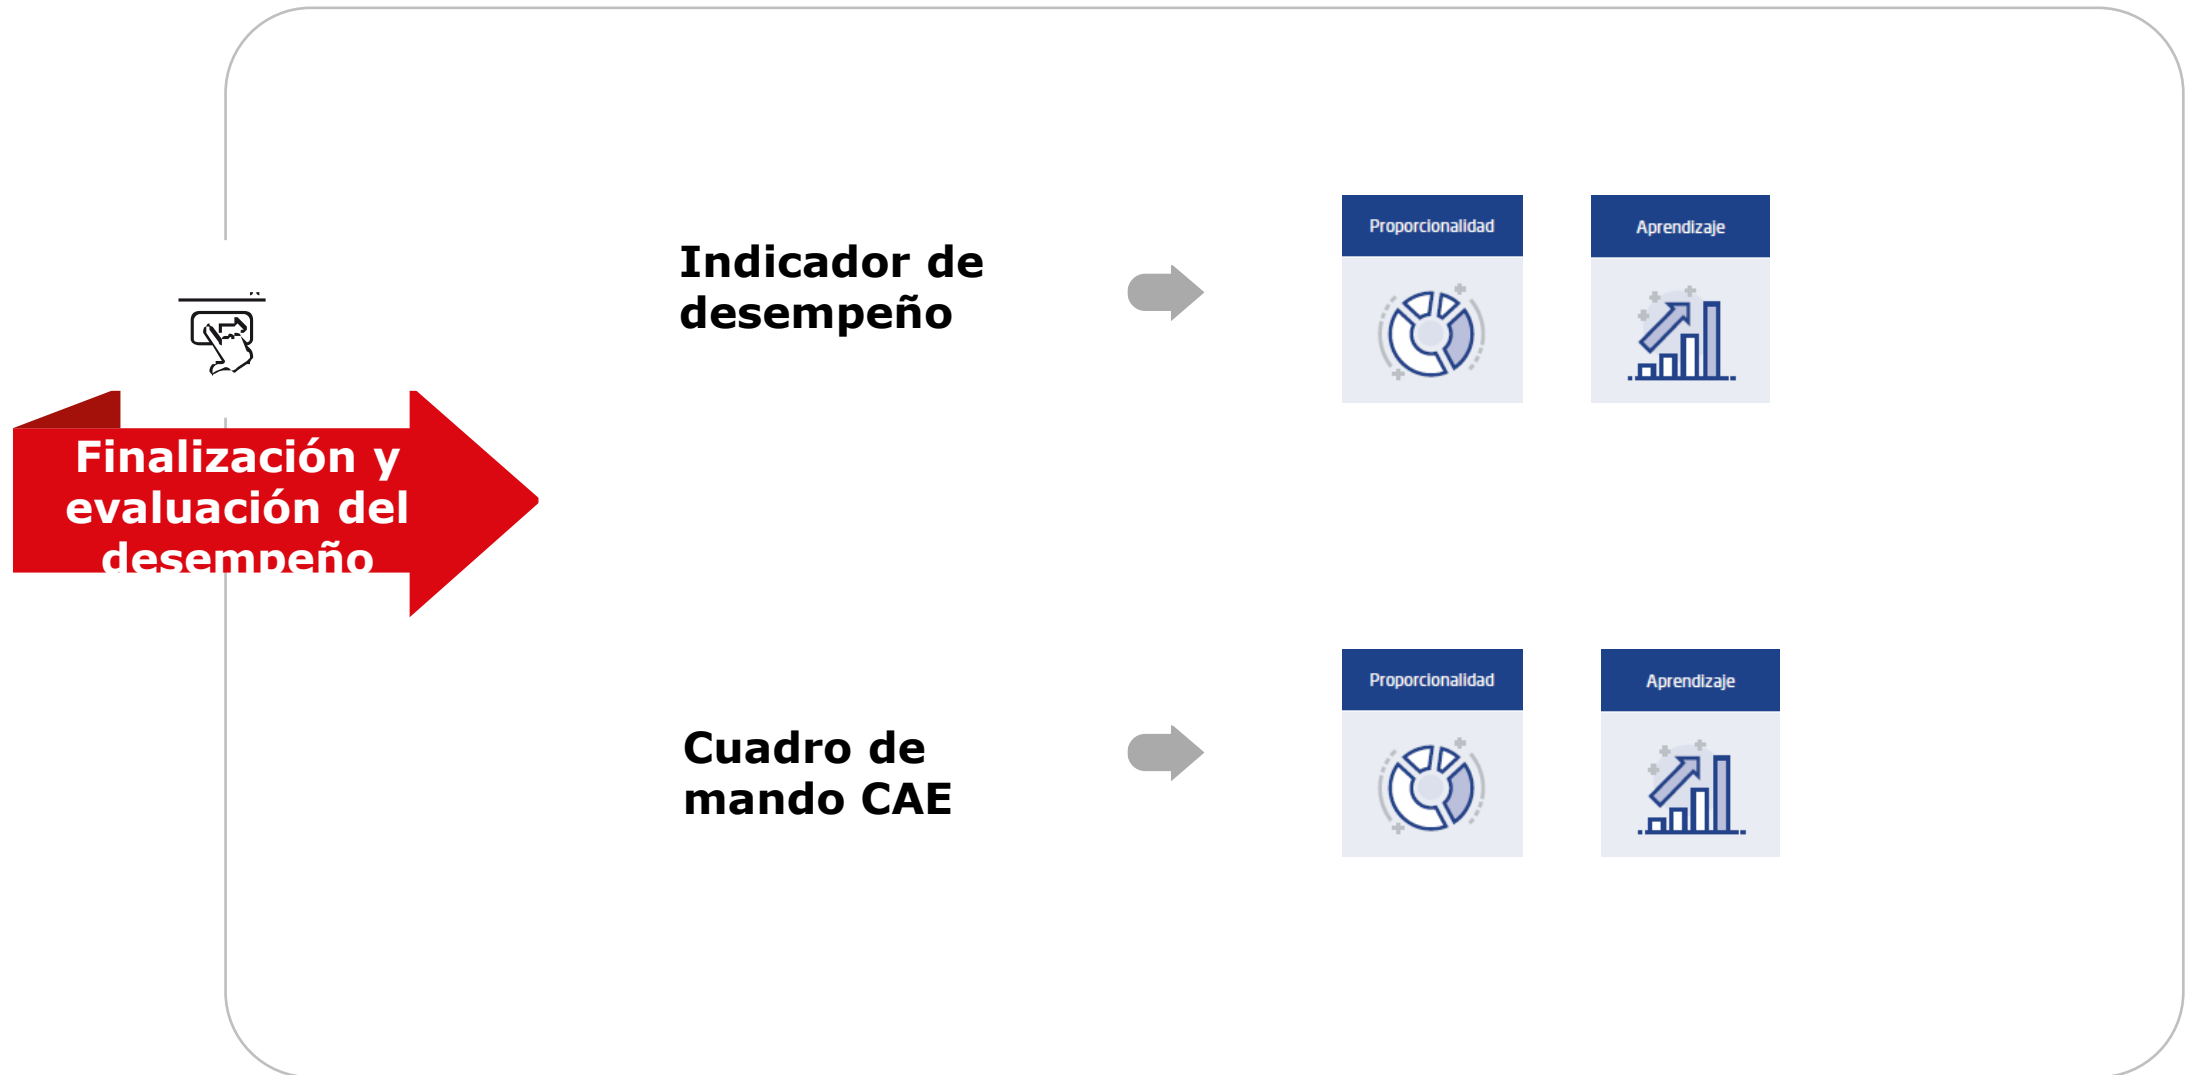 Finalización y
evaluación del
desempeño
Indicador de
desempeño
Proporcionalidad
Aprendizaje
Cuadro de
mando CAE
Proporcionalidad
Aprendizaje